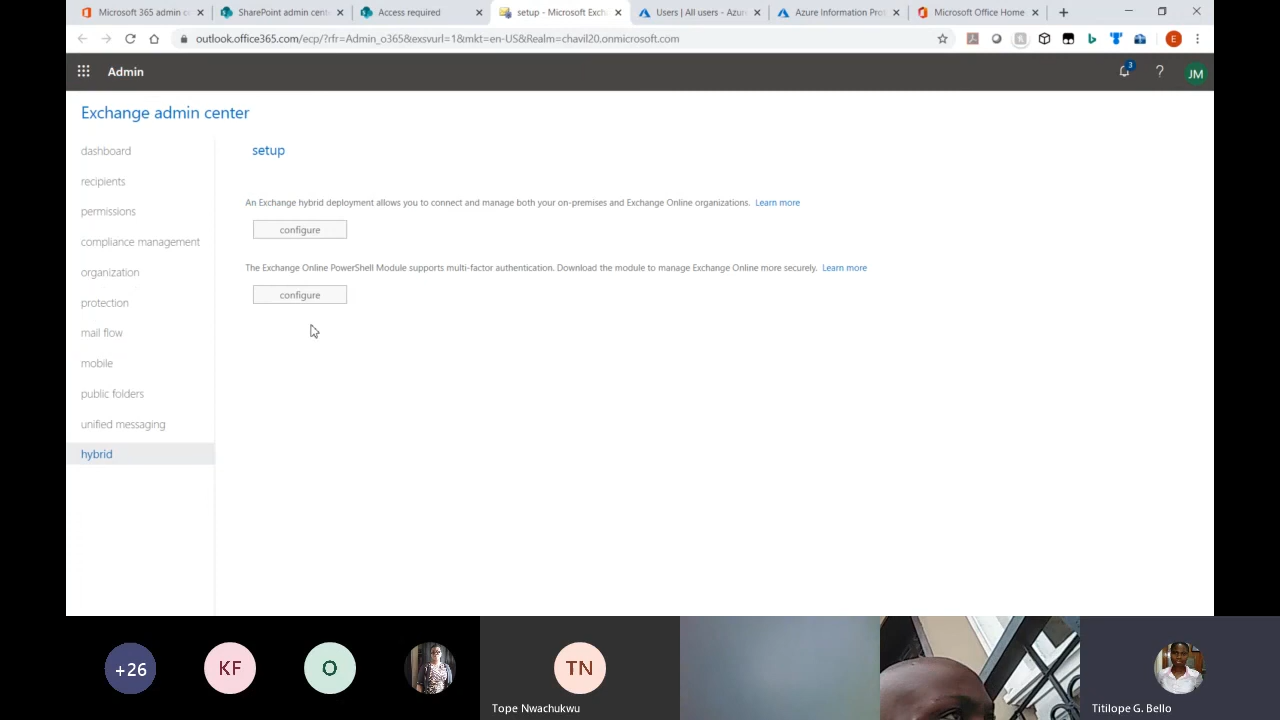 Microsoft 365 admin c
SharePoint admin cent
Access required
setup - Microsoft Exch
Users | All users - Azur
Azure Information Pro
Microsoft Office Home
outlook.office365.com/ecp/?rfr=Admin_o365&exsvurl=1&mkt=en-US&Realm=chavil20.onmicrosoft.com
E
Admin
3
?
JM
Exchange admin center
dashboard
recipients
permissions
compliance management
organization
protection
mail flow
mobile
public folders
unified messaging
hybrid
setup
An Exchange hybrid deployment allows you to connect and manage both your on-premises and Exchange Online organizations. Learn more
configure
The Exchange Online PowerShell Module supports multi-factor authentication. Download the module to manage Exchange Online more securely. Learn more
configure
+26
KF
O
TN
Tope Nwachukwu
Titilope G. Bello